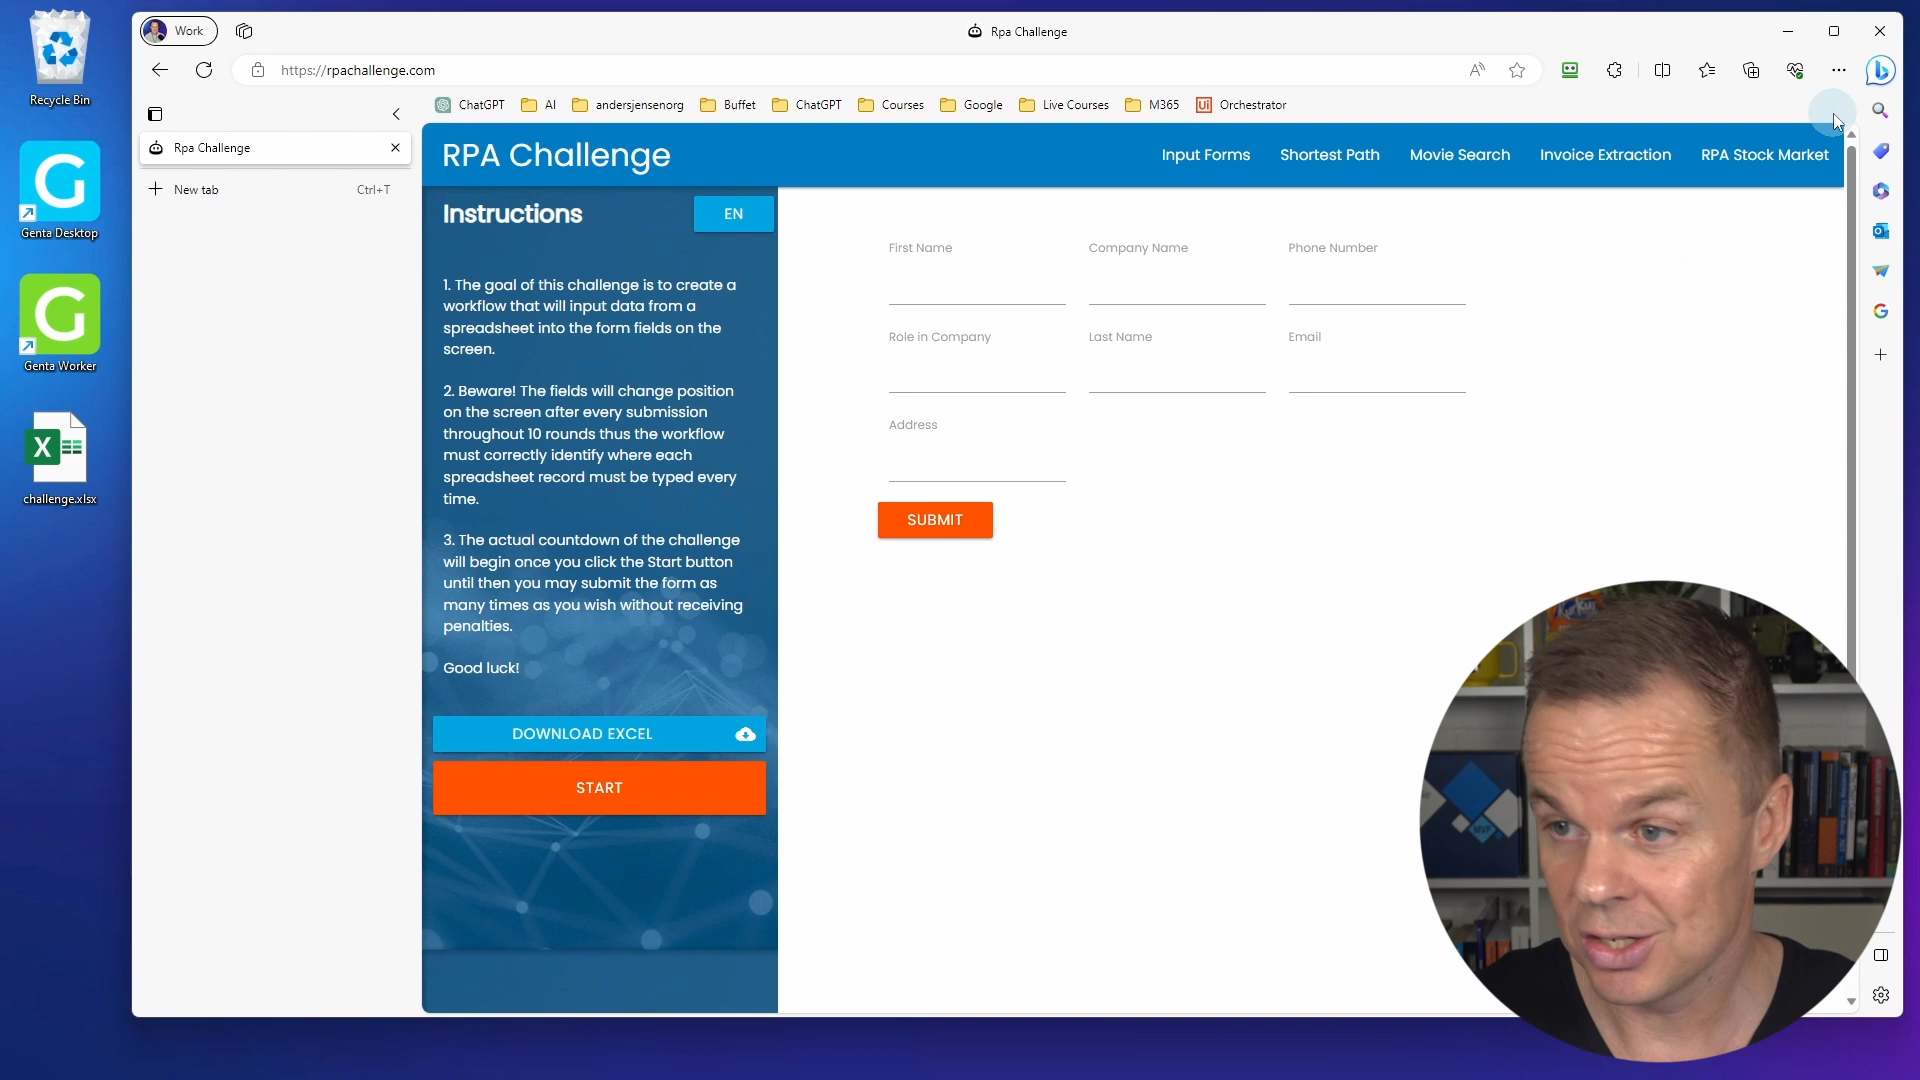 Recycle Bin
Genta Desktop
Genta Worker
X
challenge.xlsx
Work
Rpa Challenge
https://rpachallenge.com
ChatGPT
AI
andersjensenorg
Buffet
ChatGPT
Courses
Google
Live Courses
M365
Ui
Orchestrator
Rpa Challenge
New tab
Ctrl+T
RPA Challenge
Input Forms
Shortest Path
Movie Search
Invoice Extraction
RPA Stock Market
Instructions
EN
1. The goal of this challenge is to create a
workflow that will input data from a
spreadsheet into the form fields on the
screen.
2. Beware! The fields will change position
on the screen after every submission
throughout 10 rounds thus the workflow
must correctly identify where each
spreadsheet record must be typed every
time.
3. The actual countdown of the challenge
will begin once you click the Start button
until then you may submit the form as
many times as you wish without receiving
penalties.
Good luck!
DOWNLOAD EXCEL
START
First Name
Company Name
Phone Number
Role in Company
Last Name
Email
Address
SUBMIT
MVP